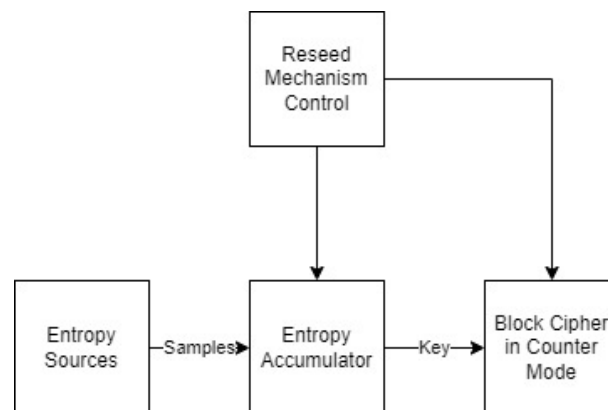 Reseed
Mechanism
Control
Entropy
Sources
Samples
Entropy
Accumulator
Key
Block Cipher
in Counter
Mode